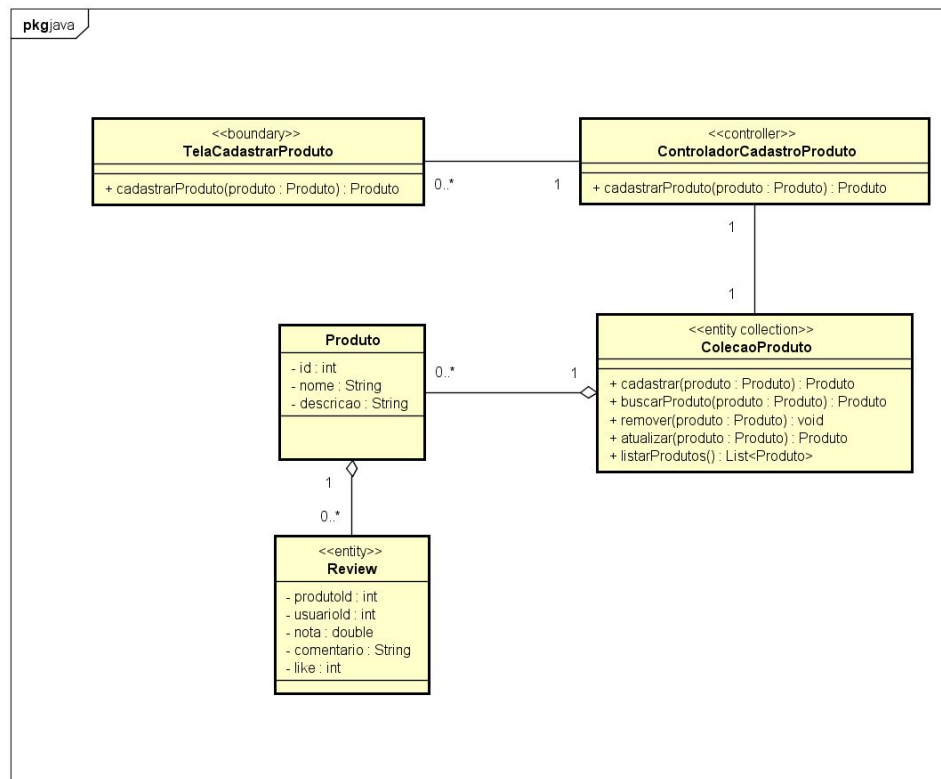 pkg java
<<boundary>>
TelaCadastrarProduto
+ cadastrarProduto(produto : Produto) : Produto
0..*
1
<<controller>>
ControladorCadastroProduto
+ cadastrarProduto(produto : Produto) : Produto
1
1
<<entity collection>>
ColecaoProduto
+ cadastrar(produto : Produto) : Produto
+ buscarProduto(produto : Produto) : Produto
+ remover(produto : Produto) : void
+ atualizar(produto : Produto) : Produto
+ listarProdutos() : List<Produto>
1
0..*
Produto
- id : int
- nome : String
- descricao : String
1
0..*
<<entity>>
Review
- produtoId : int
- usuarioId : int
- nota : double
- comentario : String
- like : int